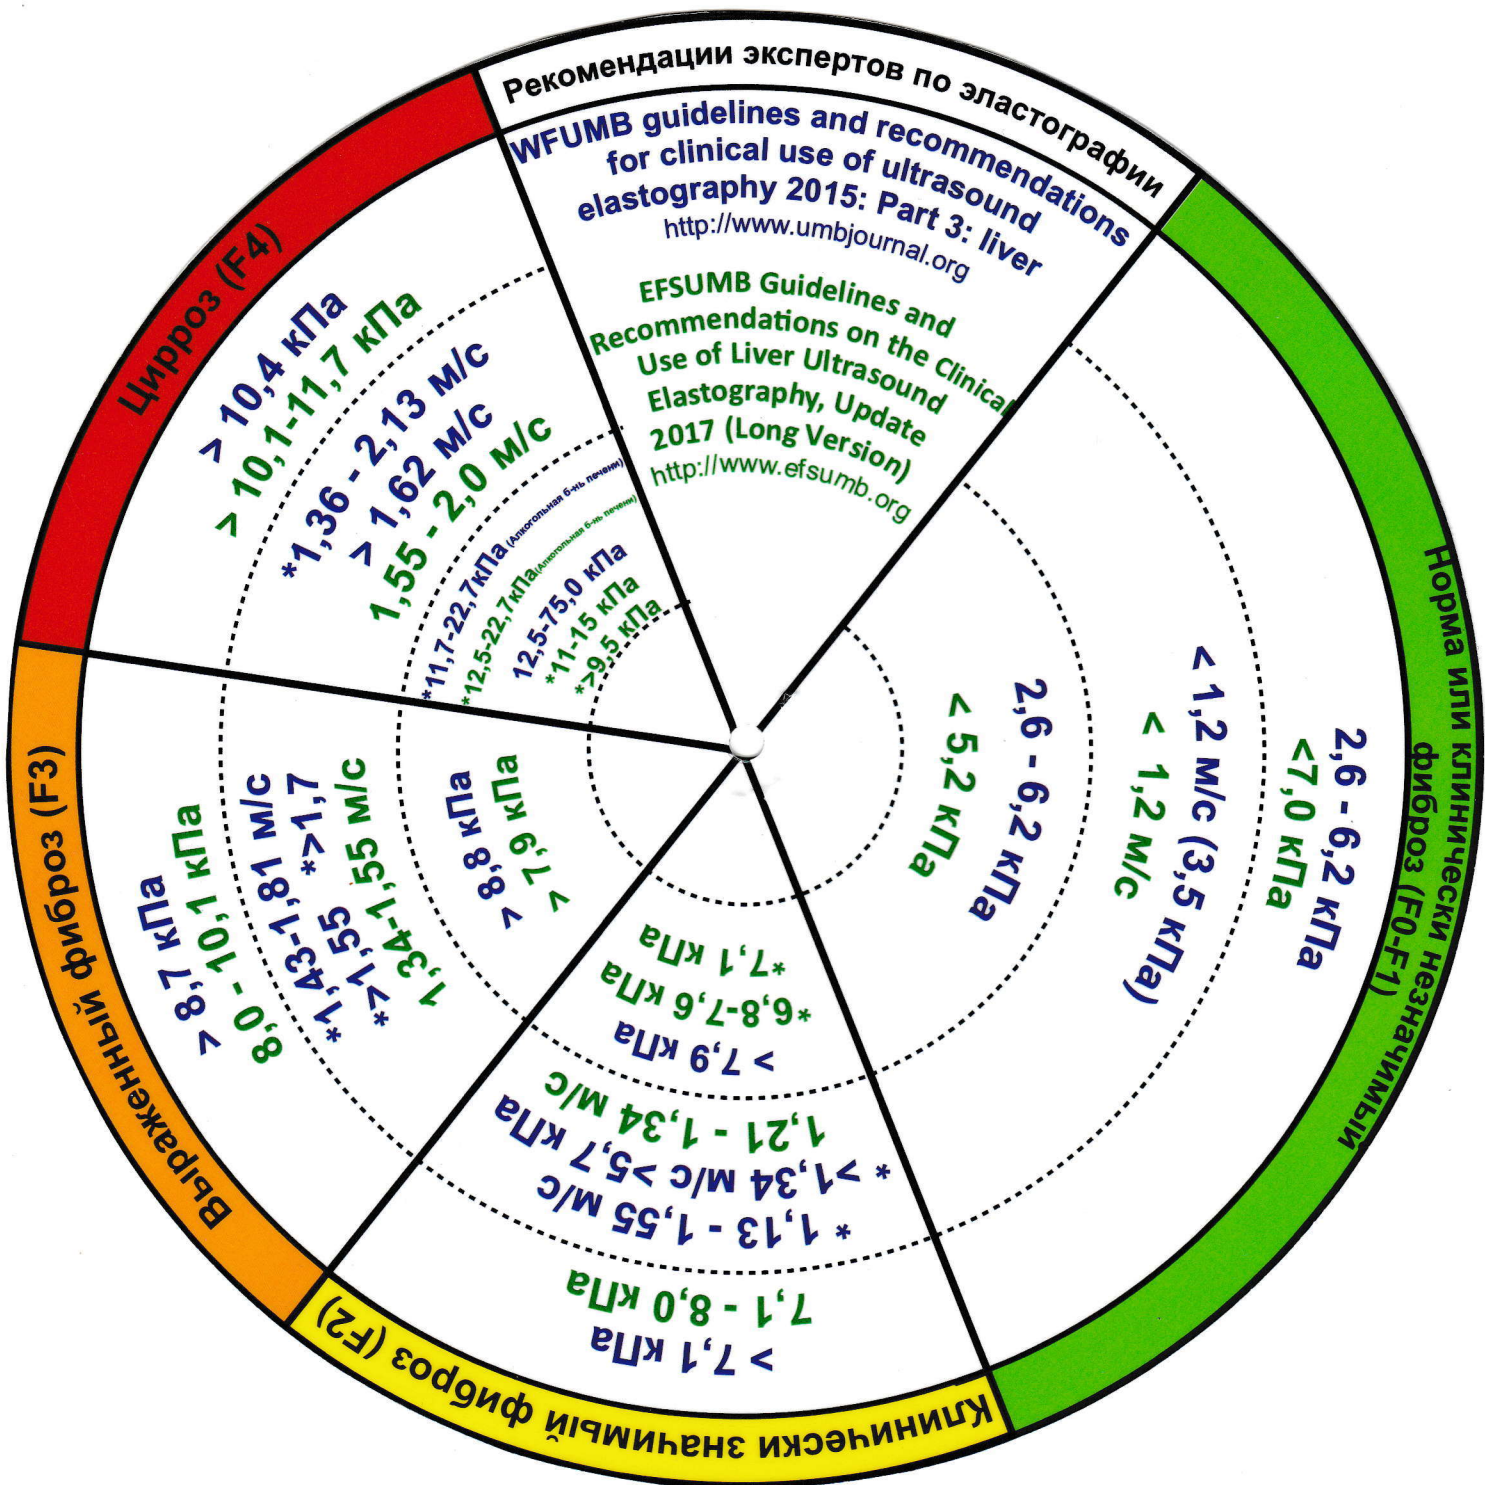 Рекомендации экспертов по эластографии
WFUMB guidelines and recommendations
for clinical use of ultrasound
elastography 2015: Part 3: liver
http://www.umbjournal.org
EFSUMB Guidelines and
Recommendations on the Clinical
Use of Liver Ultrasound
Elastography, Update
2017 (Long Version)
http://www.efsumb.org
Норма или клинически незначимый
фиброз (F0-F1)
2,6 - 6,2 кПа
<7,0 кПа
< 1,2 м/с (3,5 кПа)
< 1,2 м/с
2,6 - 6,2 кПа
< 5,2 кПа
Клинически значимый фиброз (F2)
> 7,1 кПа
7,1 - 8,0 кПа
* 1,13 - 1,55 м/с
* >1,34 м/с > 5,7 кПа
1,21 - 1,34 м/с
> 7,9 кПа
*6,8-7,6 кПа
*7,1 кПа
Выраженный фиброз (F3)
> 8,7 кПа
8,0 - 10,1 кПа
*1,43-1,81 м/с
*>1,55 *>1,7
1,34-1,55 м/с
> 8,8 кПа
> 7,9 кПа
Цирроз (F4)
> 10,4 кПа
> 10,1-11,7 кПа
*1,36 - 2,13 м/с
> 1,62 м/с
1,55 - 2,0 м/с
*11,7-22,7кПа (Алкогольная б-нь печени)
*12,5-22,7кПа(Алкогольная б-нь печени)
12,5-75,0 кПа
*11-15 кПа
*>9,5 кПа